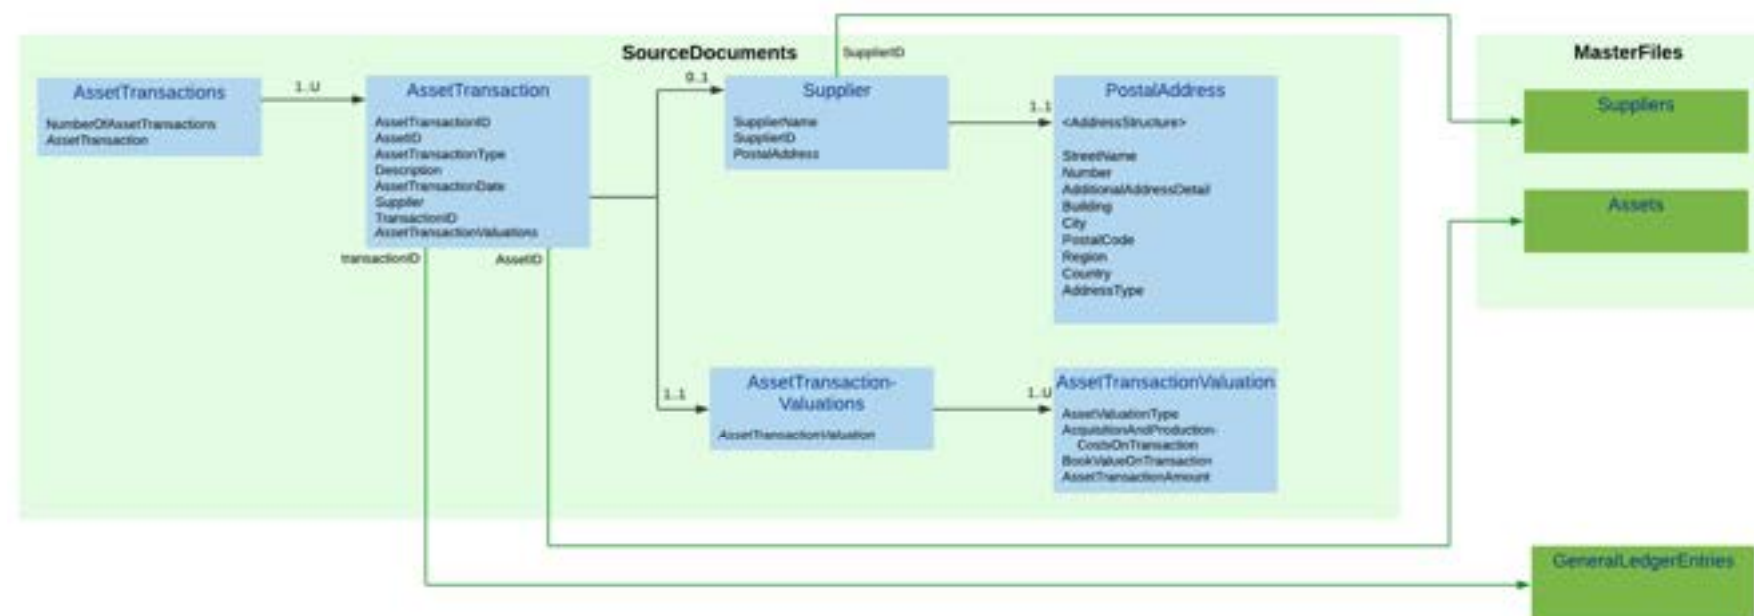 SourceDocuments
SupplierID
MasterFiles
AssetTransactions
NumberOfAssetTransactions
AssetTransaction
1..U
AssetTransaction
AssetTransactionID
AssetID
AssetTransactionType
Description
AssetTransactionDate
Supplier
TransactionID
AssetTransactionValuations
transactionID
AssetID
0..1
Supplier
SupplierName
SupplierID
PostalAddress
1..1
PostalAddress
<AddressStructure>
StreetName
Number
AdditionalAddressDetail
Building
City
PostalCode
Region
Country
AddressType
1..1
AssetTransaction-
Valuations
AssetTransactionValuation
1..U
AssetTransactionValuation
AssetValuationType
AcquisitionAndProduction-
CostsOnTransaction
BookValueOnTransaction
AssetTransactionAmount
Suppliers
Assets
GeneralLedgerEntries